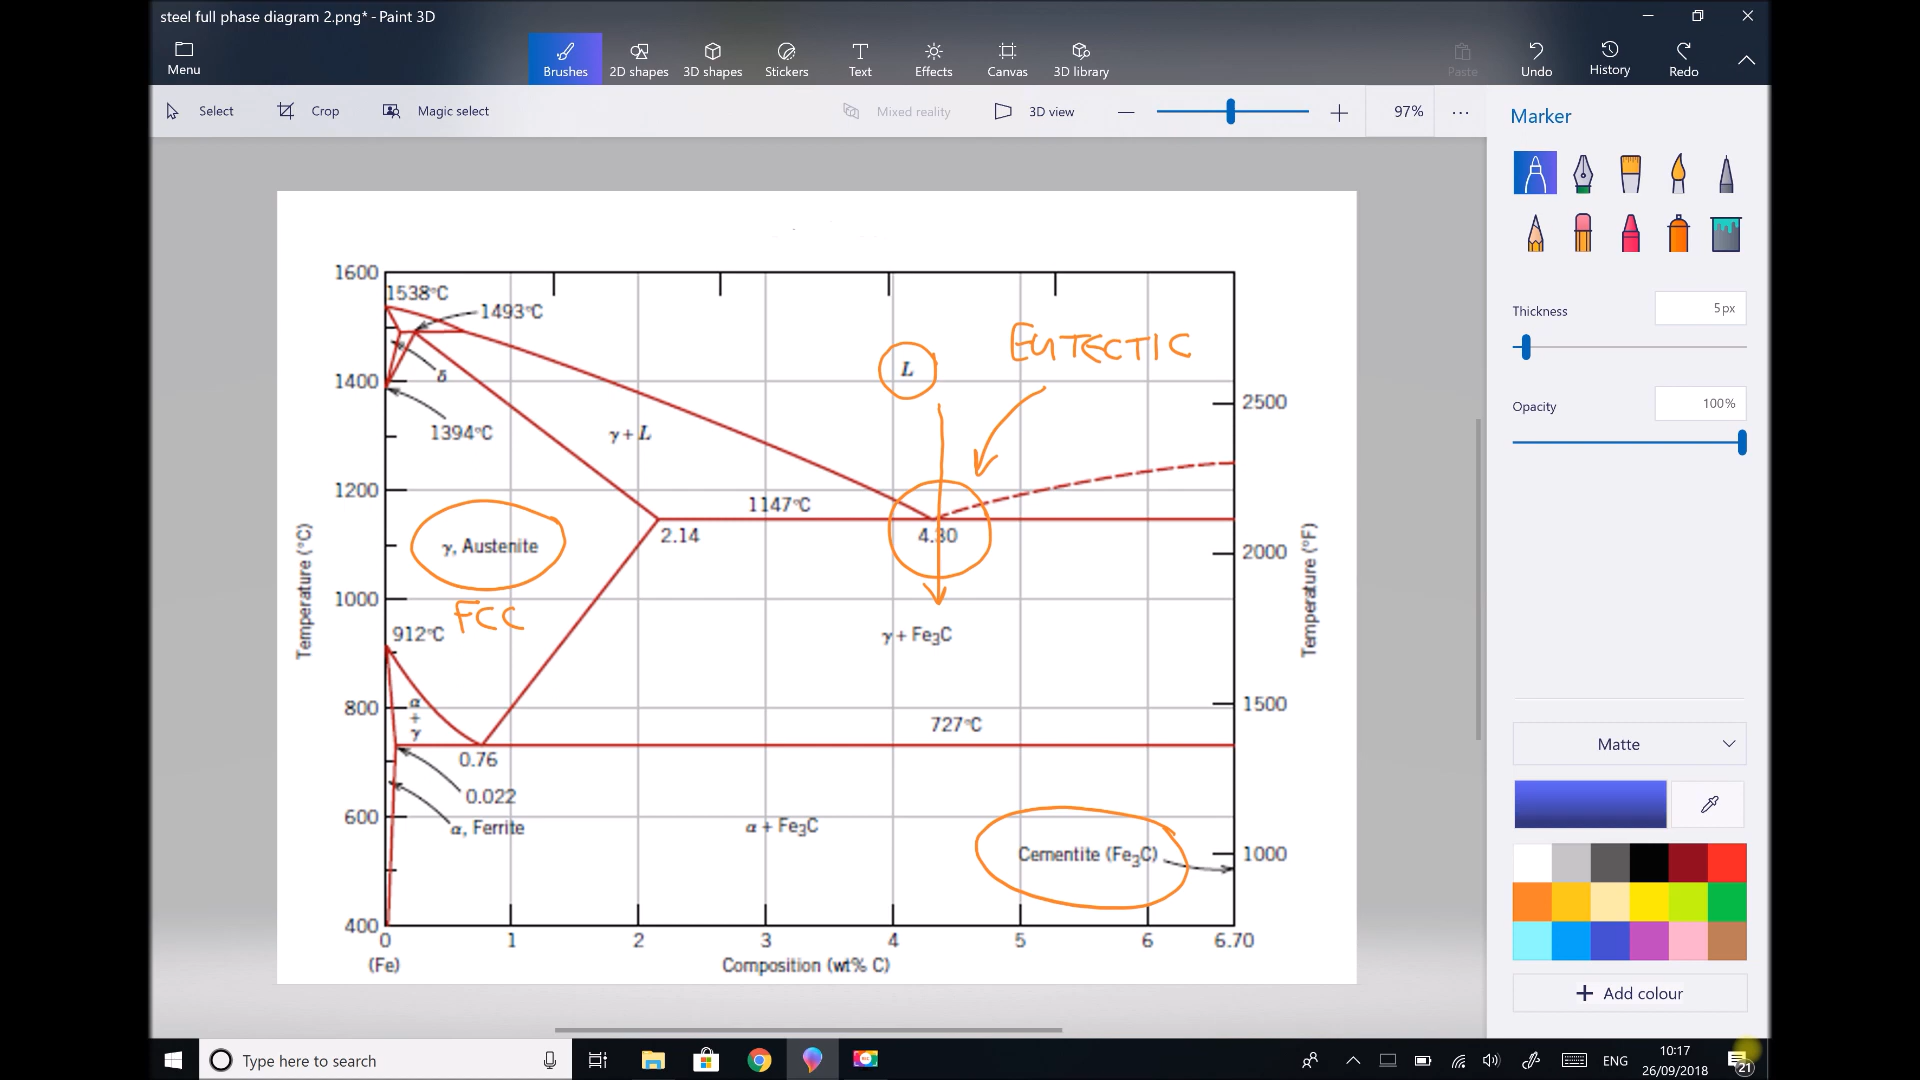 steel full phase diagram 2.png* - Paint 3D
Menu
Brushes
2D shapes
3D shapes
Stickers
Text
Effects
Canvas
3D library
Paste
Undo
History
Redo
Select
Crop
Magic select
Mixed reality
3D view
97%
Marker
Thickness
5px
Opacity
100%
Matte
Add colour
1600
1538°C
1493°C
EUTECTIC
L
δ
1400
2500
1394°C
γ + L
1200
1147°C
2.14
4.30
γ, Austenite
2000
Temperature (°C)
Temperature (°F)
1000
FCC
912°C
γ + Fe3C
800
α
+
γ
1500
727°C
0.76
0.022
600
α, Ferrite
α + Fe3C
Cementite (Fe3C)
1000
400
0
1
2
3
4
5
6
6.70
(Fe)
Composition (wt% C)
Type here to search
ENG
10:17
26/09/2018
21